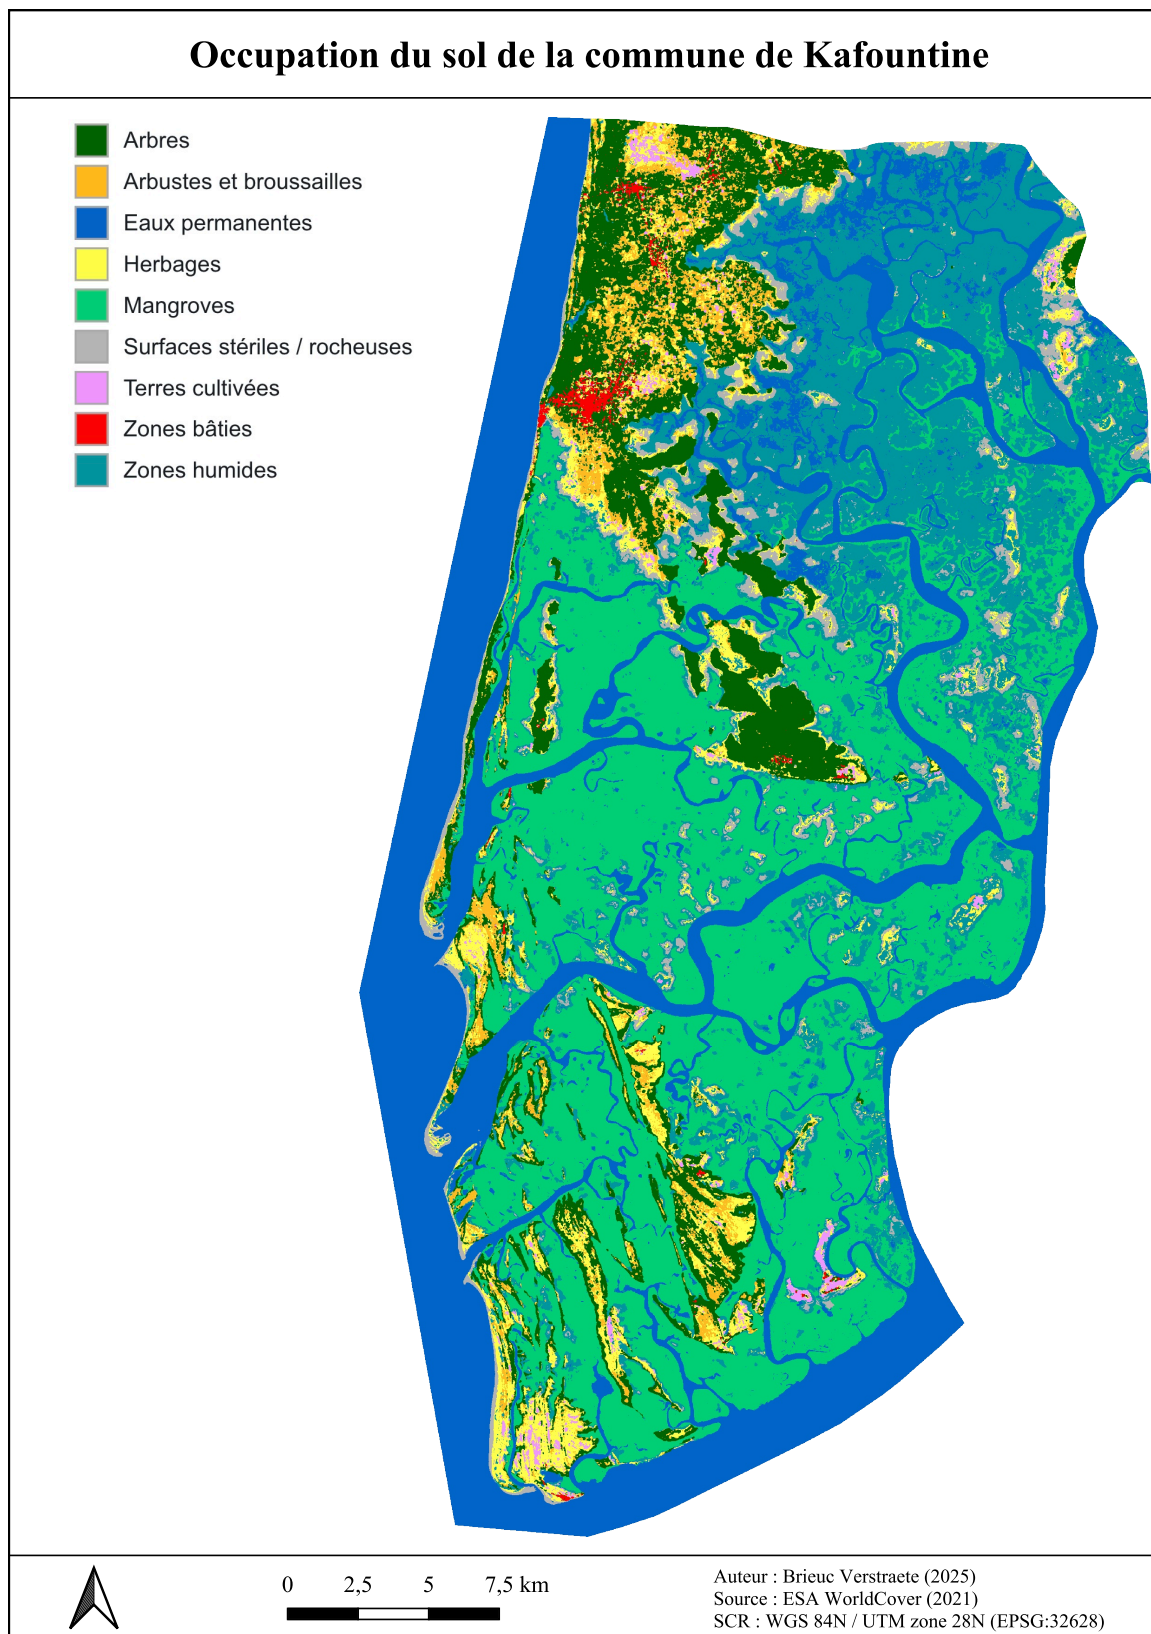 Occupation du sol de la commune de Kafountine
Arbres
Arbustes et broussailles
Eaux permanentes
Herbages
Mangroves
Surfaces stériles / rocheuses
Terres cultivées
Zones bâties
Zones humides
0 2,5 5 7,5 km
Auteur : Brieuc Verstraete (2025)
Source : ESA WorldCover (2021)
SCR : WGS 84N / UTM zone 28N (EPSG:32628)